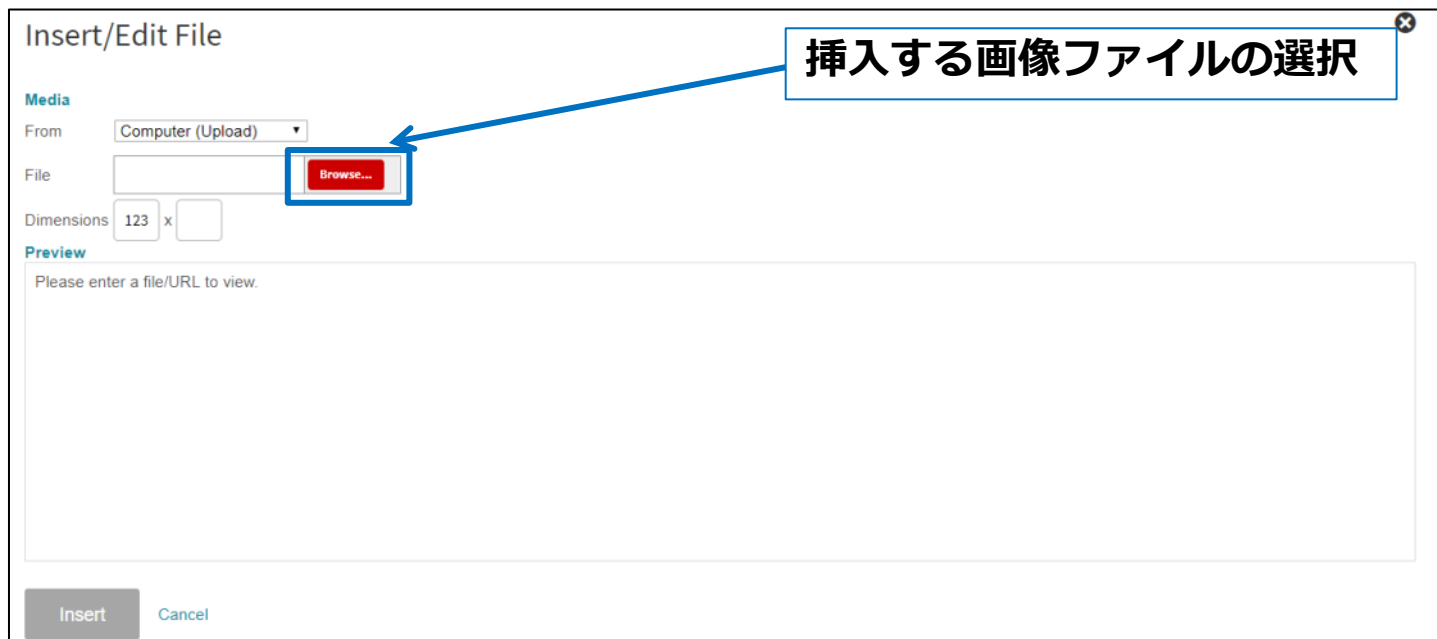 Insert/Edit File
挿入する画像ファイルの選択
Media
From Computer (Upload)
File Browse...
Dimensions 123 x
Preview
Please enter a file/URL to view.
Insert Cancel